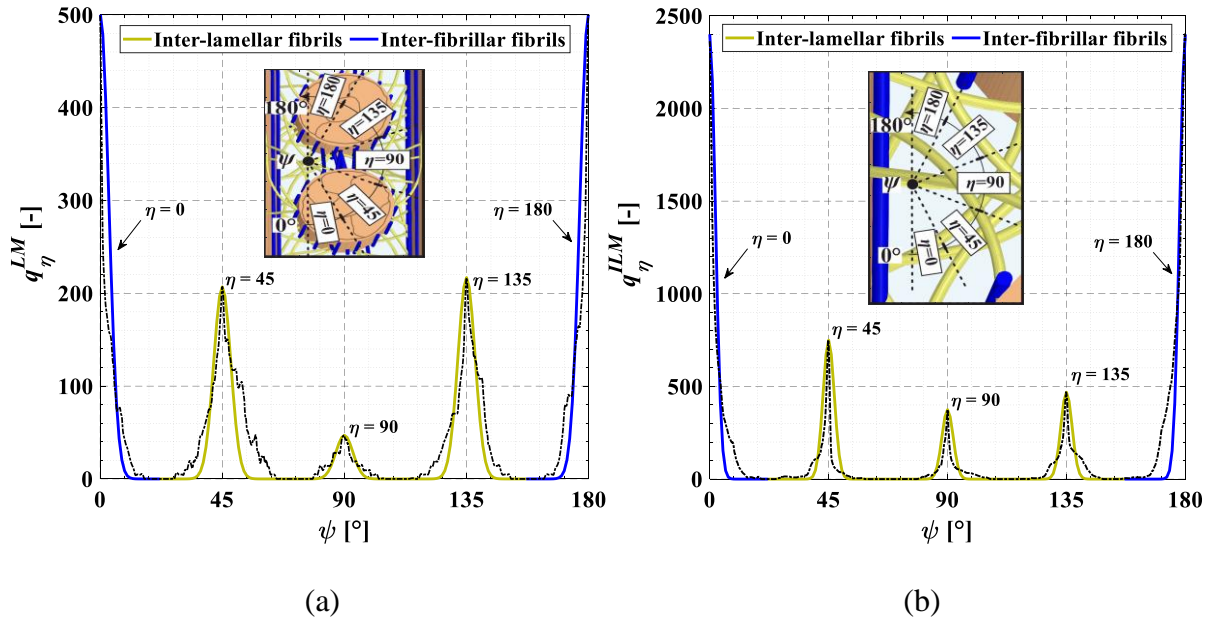 Inter-lamellar fibrils Inter-fibrillar fibrils
500
400
300
200
100
0
q_η^LM [-]
η = 0
η = 45
η = 90
η = 135
η = 180
180°
ψ
0°
η=180
η=135
η=90
η=45
η=0
0 45 90 135 180
ψ [°]
(a)
Inter-lamellar fibrils Inter-fibrillar fibrils
2500
2000
1500
1000
500
0
q_η^ILM [-]
η = 0
η = 45
η = 90
η = 135
η = 180
180°
ψ
0°
η=180
η=135
η=90
η=45
η=0
0 45 90 135 180
ψ [°]
(b)